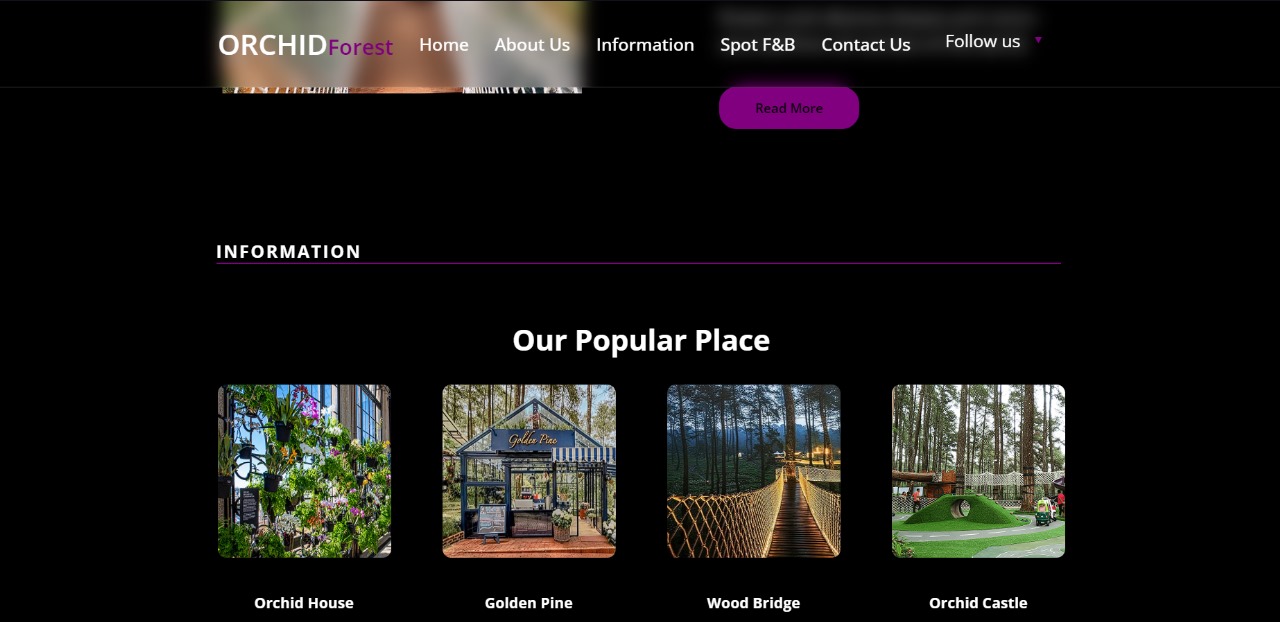 ORCHIDForest Home About Us Information Spot F&B Contact Us Follow us ▼
Read More
INFORMATION
Our Popular Place
Golden Pine
Orchid House Golden Pine Wood Bridge Orchid Castle